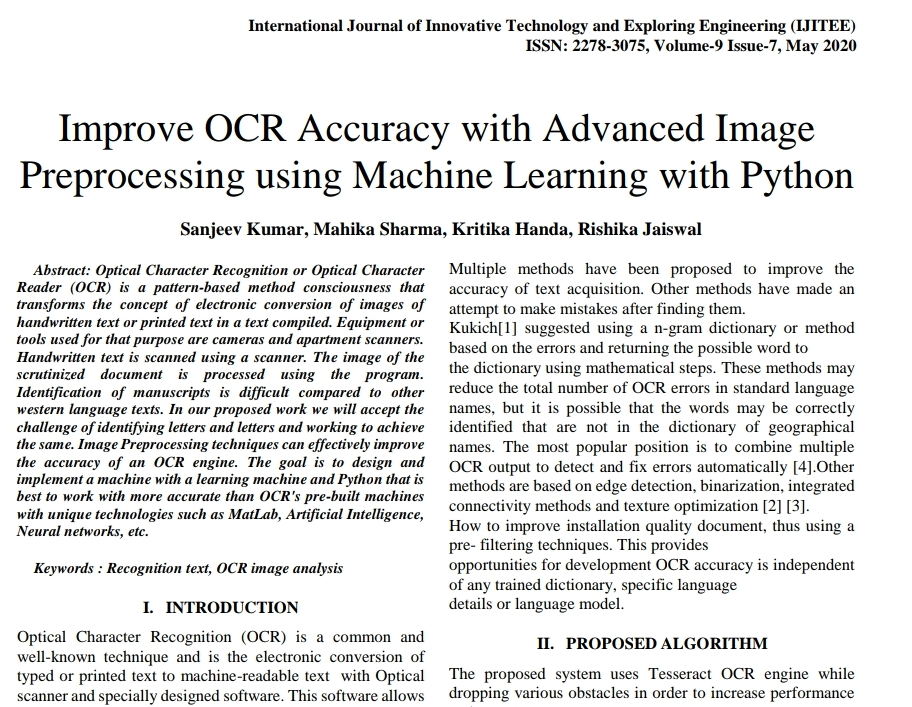 International Journal of Innovative Technology and Exploring Engineering (IJITEE)
ISSN: 2278-3075, Volume-9 Issue-7, May 2020
Improve OCR Accuracy with Advanced Image
Preprocessing using Machine Learning with Python
Sanjeev Kumar, Mahika Sharma, Kritika Handa, Rishika Jaiswal
Abstract: Optical Character Recognition or Optical Character
Reader (OCR) is a pattern-based method consciousness that
transforms the concept of electronic conversion of images of
handwritten text or printed text in a text compiled. Equipment or
tools used for that purpose are cameras and apartment scanners.
Handwritten text is scanned using a scanner. The image of the
scrutinized document is processed using the program.
Identification of manuscripts is difficult compared to other
western language texts. In our proposed work we will accept the
challenge of identifying letters and letters and working to achieve
the same. Image Preprocessing techniques can effectively improve
the accuracy of an OCR engine. The goal is to design and
implement a machine with a learning machine and Python that is
best to work with more accurate than OCR's pre-built machines
with unique technologies such as MatLab, Artificial Intelligence,
Neural networks, etc.
Keywords : Recognition text, OCR image analysis
I. INTRODUCTION
Optical Character Recognition (OCR) is a common and
well-known technique and is the electronic conversion of
typed or printed text to machine-readable text with Optical
scanner and specially designed software. This software allows
Multiple methods have been proposed to improve the
accuracy of text acquisition. Other methods have made an
attempt to make mistakes after finding them.
Kukich[1] suggested using a n-gram dictionary or method
based on the errors and returning the possible word to
the dictionary using mathematical steps. These methods may
reduce the total number of OCR errors in standard language
names, but it is possible that the words may be correctly
identified that are not in the dictionary of geographical
names. The most popular position is to combine multiple
OCR output to detect and fix errors automatically [4].Other
methods are based on edge detection, binarization, integrated
connectivity methods and texture optimization [2] [3].
How to improve installation quality document, thus using a
pre- filtering techniques. This provides
opportunities for development OCR accuracy is independent
of any trained dictionary, specific language
details or language model.
II. PROPOSED ALGORITHM
The proposed system uses Tesseract OCR engine while
dropping various obstacles in order to increase performance